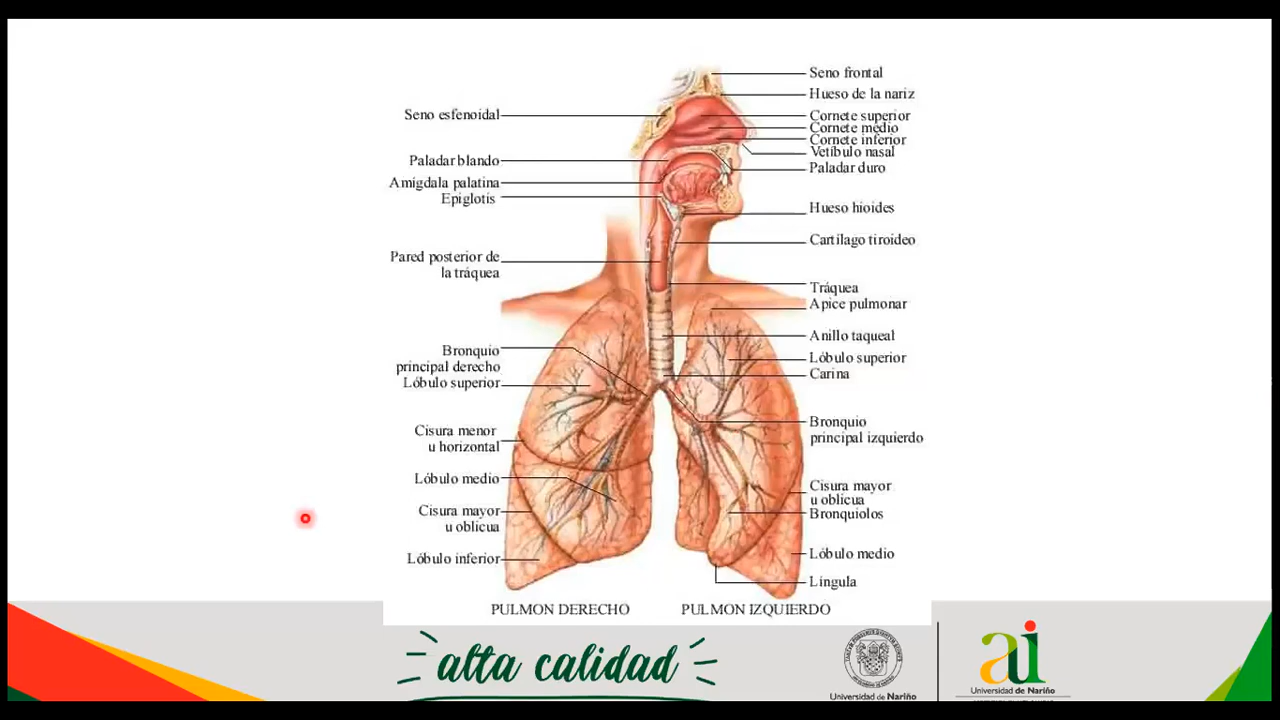 Seno frontal
Hueso de la nariz
Cornete superior
Cornete médio
Cornete inferior
Vetíbulo nasal
Paladar duro
Hueso hioides
Cartílago tiroideo
Tráquea
Apice pulmonar
Anillo taqueal
Lóbulo superior
Carina
Bronquio
principal izquierdo
Cisura mayor
u oblicua
Bronquiolos
Lóbulo medio
Língula
Seno esfenoidal
Paladar blando
Amigdala palatina
Epiglotis
Pared posterior de
la tráquea
Bronquio
principal derecho
Lóbulo superior
Cisura menor
u horizontal
Lóbulo medio
Cisura mayor
u oblicua
Lóbulo inferior
PULMON DERECHO
PULMON IZQUIERDO
alta calidad
Universidad de Nariño
ai
Universidad de Nariño